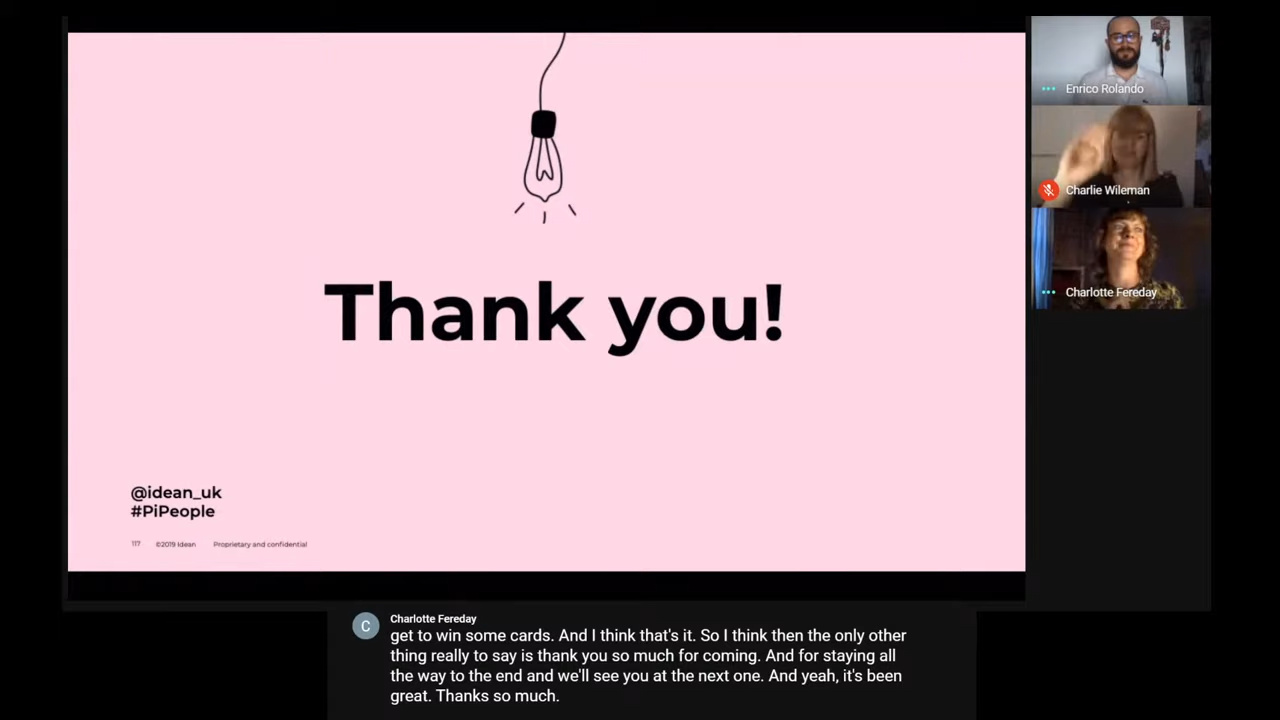 Thank you!
@idean_uk
#PiPeople
117 ©2019 Idean Proprietary and confidential
Enrico Rolando
Charlie Wileman
Charlotte Fereday
C
Charlotte Fereday
get to win some cards. And I think that's it. So I think then the only other
thing really to say is thank you so much for coming. And for staying all
the way to the end and we'll see you at the next one. And yeah, it's been
great. Thanks so much.